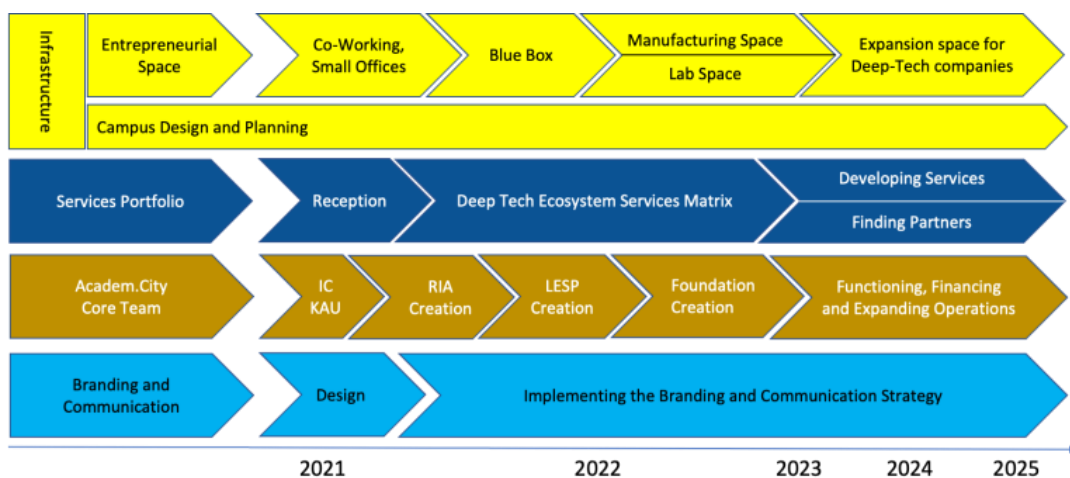 Infrastructure
Entrepreneurial
Space
Co-Working,
Small Offices
Blue Box
Manufacturing Space
Lab Space
Expansion space for
Deep-Tech companies
Campus Design and Planning
Services Portfolio
Reception
Deep Tech Ecosystem Services Matrix
Developing Services
Finding Partners
Academ.City
Core Team
IC
KAU
RIA
Creation
LESP
Creation
Foundation
Creation
Functioning, Financing
and Expanding Operations
Branding and
Communication
Design
Implementing the Branding and Communication Strategy
2021
2022
2023
2024
2025